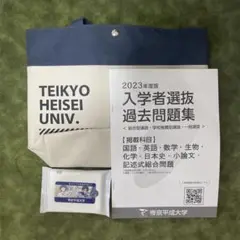 TEIKYO
HEISEI
UNIV.
2023年度版
入学者選抜
過去問題集
【掲載科目】
国語・英語・数学・生物・
化学・日本史・小論文・
記述式総合問題
帝京平成大学